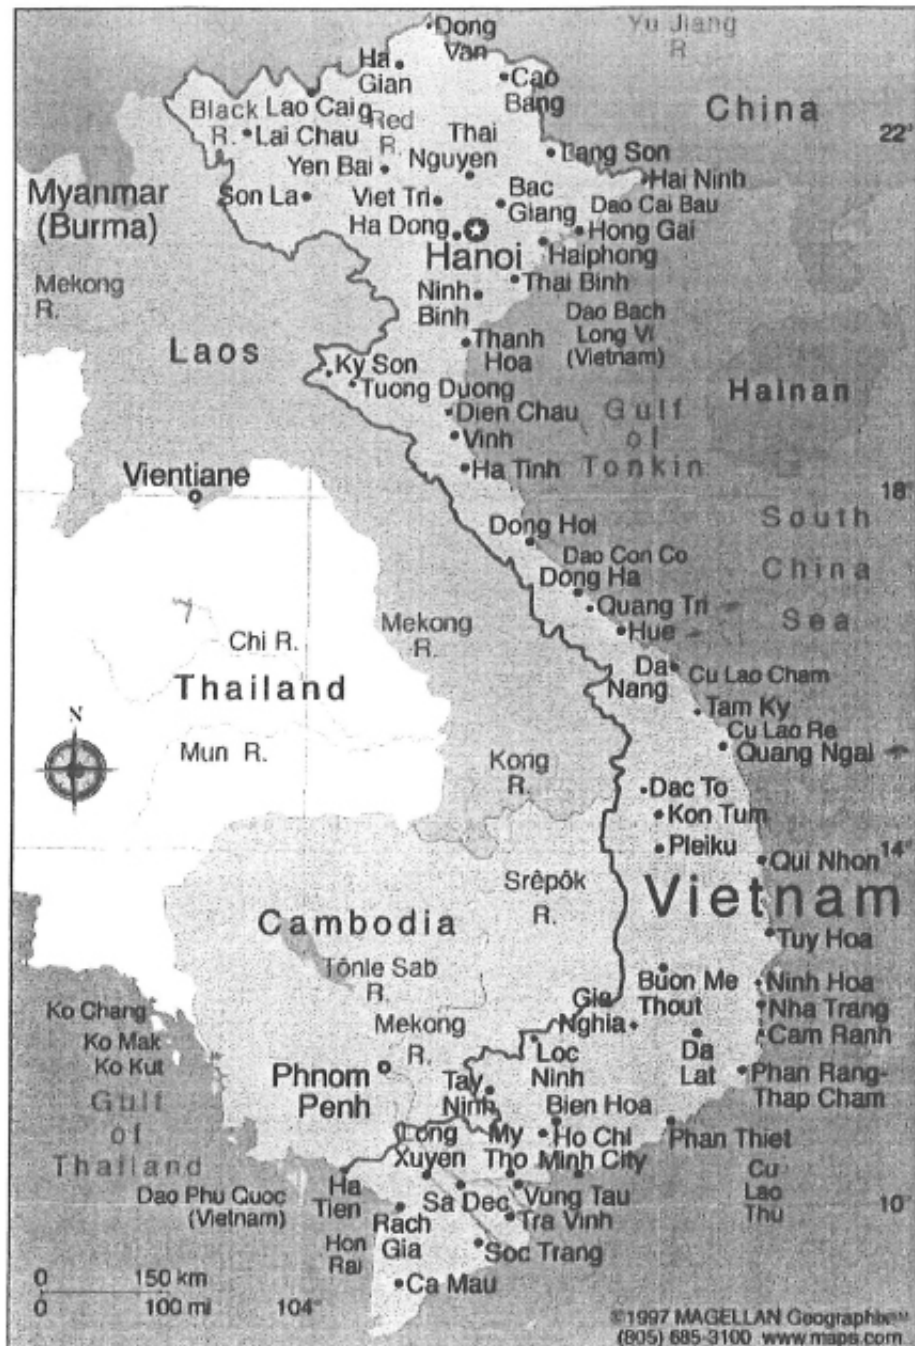 Dong
Van
Yu Jiang
R.
Ha
Gian
g
Cao
Bang
China
Black
R.
Lao Cai
Red
R.
Lai Chau
Thai
Nguyen
22°
Lang Son
Yen Bai
Hai Ninh
Myanmar
(Burma)
Son La
Viet Tri
Bac
Giang
Dao Cai Bau
Ha Dong
Hong Gai
Hanoi
Haiphong
Mekong
R.
Thai Binh
Ninh
Binh
Dao Bach
Long Vi
(Vietnam)
Laos
Thanh
Hoa
Ky Son
Tuong Duong
Hainan
Dien Chau
Gulf
of
Tonkin
Vinh
Ha Tinh
Vientiane
18°
South
China
Sea
Dong Hoi
Dao Con Co
Dong Ha
Quang Tri
Hue
Mekong
R.
Chi R.
Da
Nang
Cu Lao Cham
Thailand
N
Tam Ky
Cu Lao Re
Quang Ngai
Mun R.
Kong
R.
Dac To
Kon Tum
Pleiku
14°
Qui Nhon
Srêpôk
R.
Vietnam
Cambodia
Tuy Hoa
Tônle Sab
R.
Buon Me
Thout
Ninh Hoa
Nha Trang
Cam Ranh
Ko Chang
Ko Mak
Ko Kut
Mekong
R.
Gia
Nghia
Loc
Ninh
Da
Lat
Phnom
Penh
Tay
Ninh
Phan Rang-
Thap Cham
Gulf
of
Thailand
Bien Hoa
Long
Xuyen
My
Tho
Ho Chi
Minh City
Phan Thiet
Ha
Tien
Sa Dec
Vung Tau
Cu
Lao
Thu
Dao Phu Quoc
(Vietnam)
10°
Rach
Gia
Tra Vinh
Hon
Rai
Soc Trang
Ca Mau
0 150 km
0 100 mi
104°
©1997 MAGELLAN Geographix℠
(805) 685-3100 www.maps.com